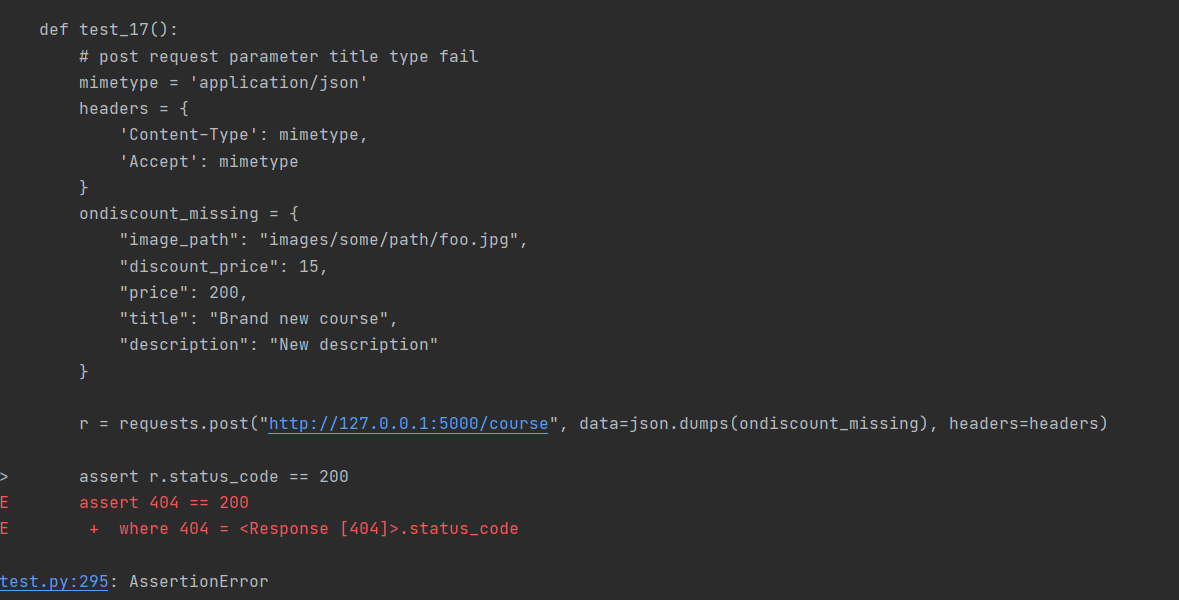 def test_17():
# post request parameter title type fail
mimetype = 'application/json'
headers = {
'Content-Type': mimetype,
'Accept': mimetype
}
ondiscount_missing = {
"image_path": "images/some/path/foo.jpg",
"discount_price": 15,
"price": 200,
"title": "Brand new course",
"description": "New description"
}
r = requests.post("http://127.0.0.1:5000/course", data=json.dumps(ondiscount_missing), headers=headers)
> assert r.status_code == 200
E assert 404 == 200
E + where 404 = <Response [404]>.status_code
test.py:295: AssertionError